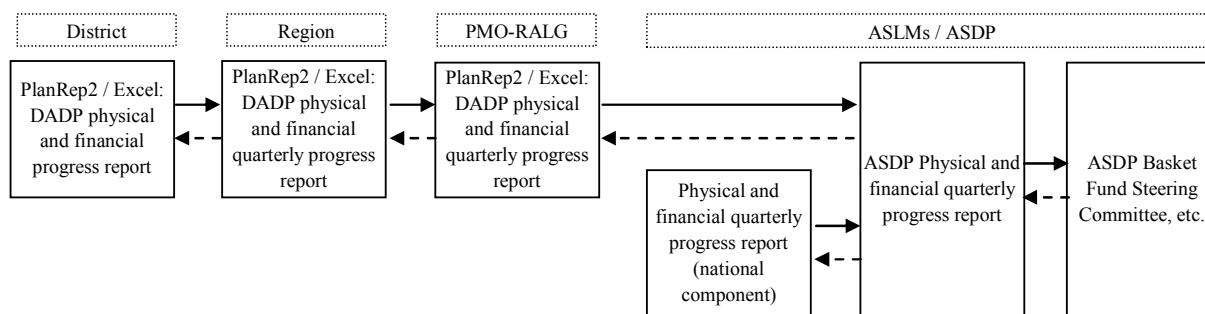 District
Region
PMO-RALG
ASLMs / ASDP
PlanRep2 / Excel:
DADP physical
and financial
progress report
PlanRep2 / Excel:
DADP physical
and financial
quarterly progress
report
PlanRep2 / Excel:
DADP physical
and financial
quarterly progress
report
Physical and
financial quarterly
progress report
(national
component)
ASDP Physical and
financial quarterly
progress report
ASDP Basket
Fund Steering
Committee, etc.